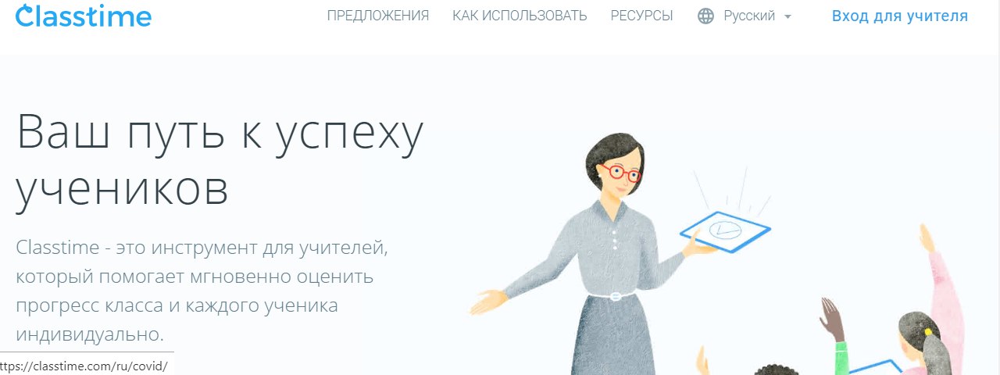 Classtime
ПРЕДЛОЖЕНИЯ КАК ИСПОЛЬЗОВАТЬ РЕСУРСЫ Русский Вход для учителя
Ваш путь к успеху
учеников
Classtime - это инструмент для учителей,
который помогает мгновенно оценить
прогресс класса и каждого ученика
индивидуально.
ttps://classtime.com/ru/covid/